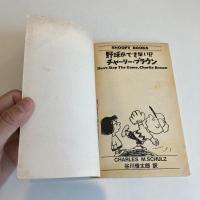 SNOOPY BOOKS
野球ができない!?
チャーリー・ブラウン
Don't Stop The Game, Charlie Brown
CHARLES M. SCHULZ
谷川俊太郎 訳